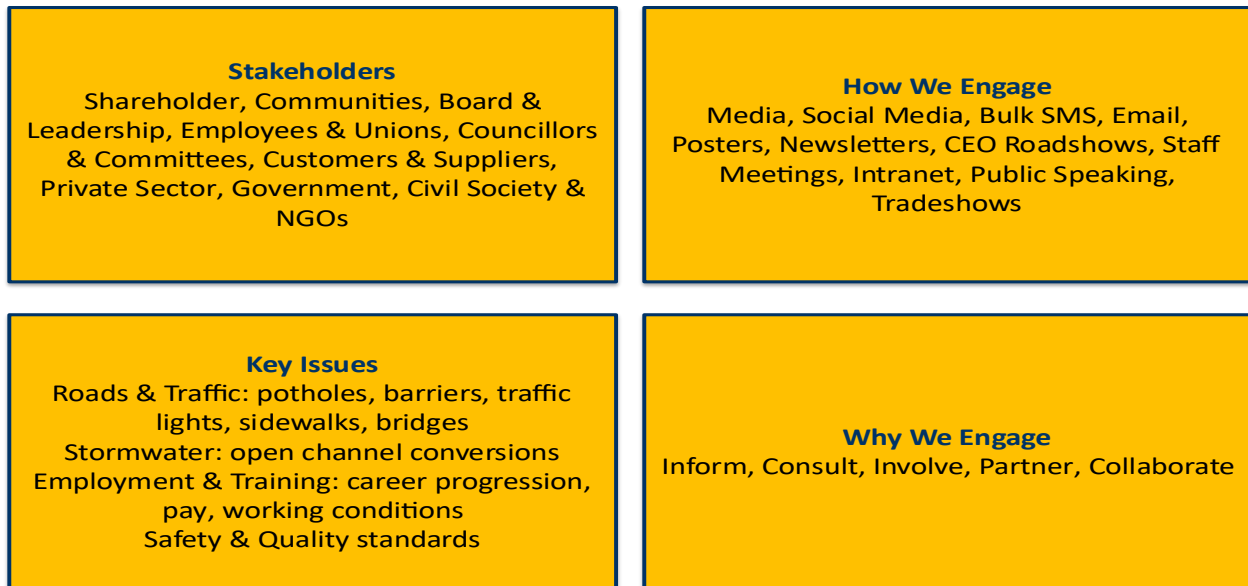 Stakeholders
Shareholder, Communities, Board &
Leadership, Employees & Unions, Councillors
& Committees, Customers & Suppliers,
Private Sector, Government, Civil Society &
NGOs
How We Engage
Media, Social Media, Bulk SMS, Email,
Posters, Newsletters, CEO Roadshows, Staff
Meetings, Intranet, Public Speaking,
Tradeshows
Key Issues
Roads & Traffic: potholes, barriers, traffic
lights, sidewalks, bridges
Stormwater: open channel conversions
Employment & Training: career progression,
pay, working conditions
Safety & Quality standards
Why We Engage
Inform, Consult, Involve, Partner, Collaborate